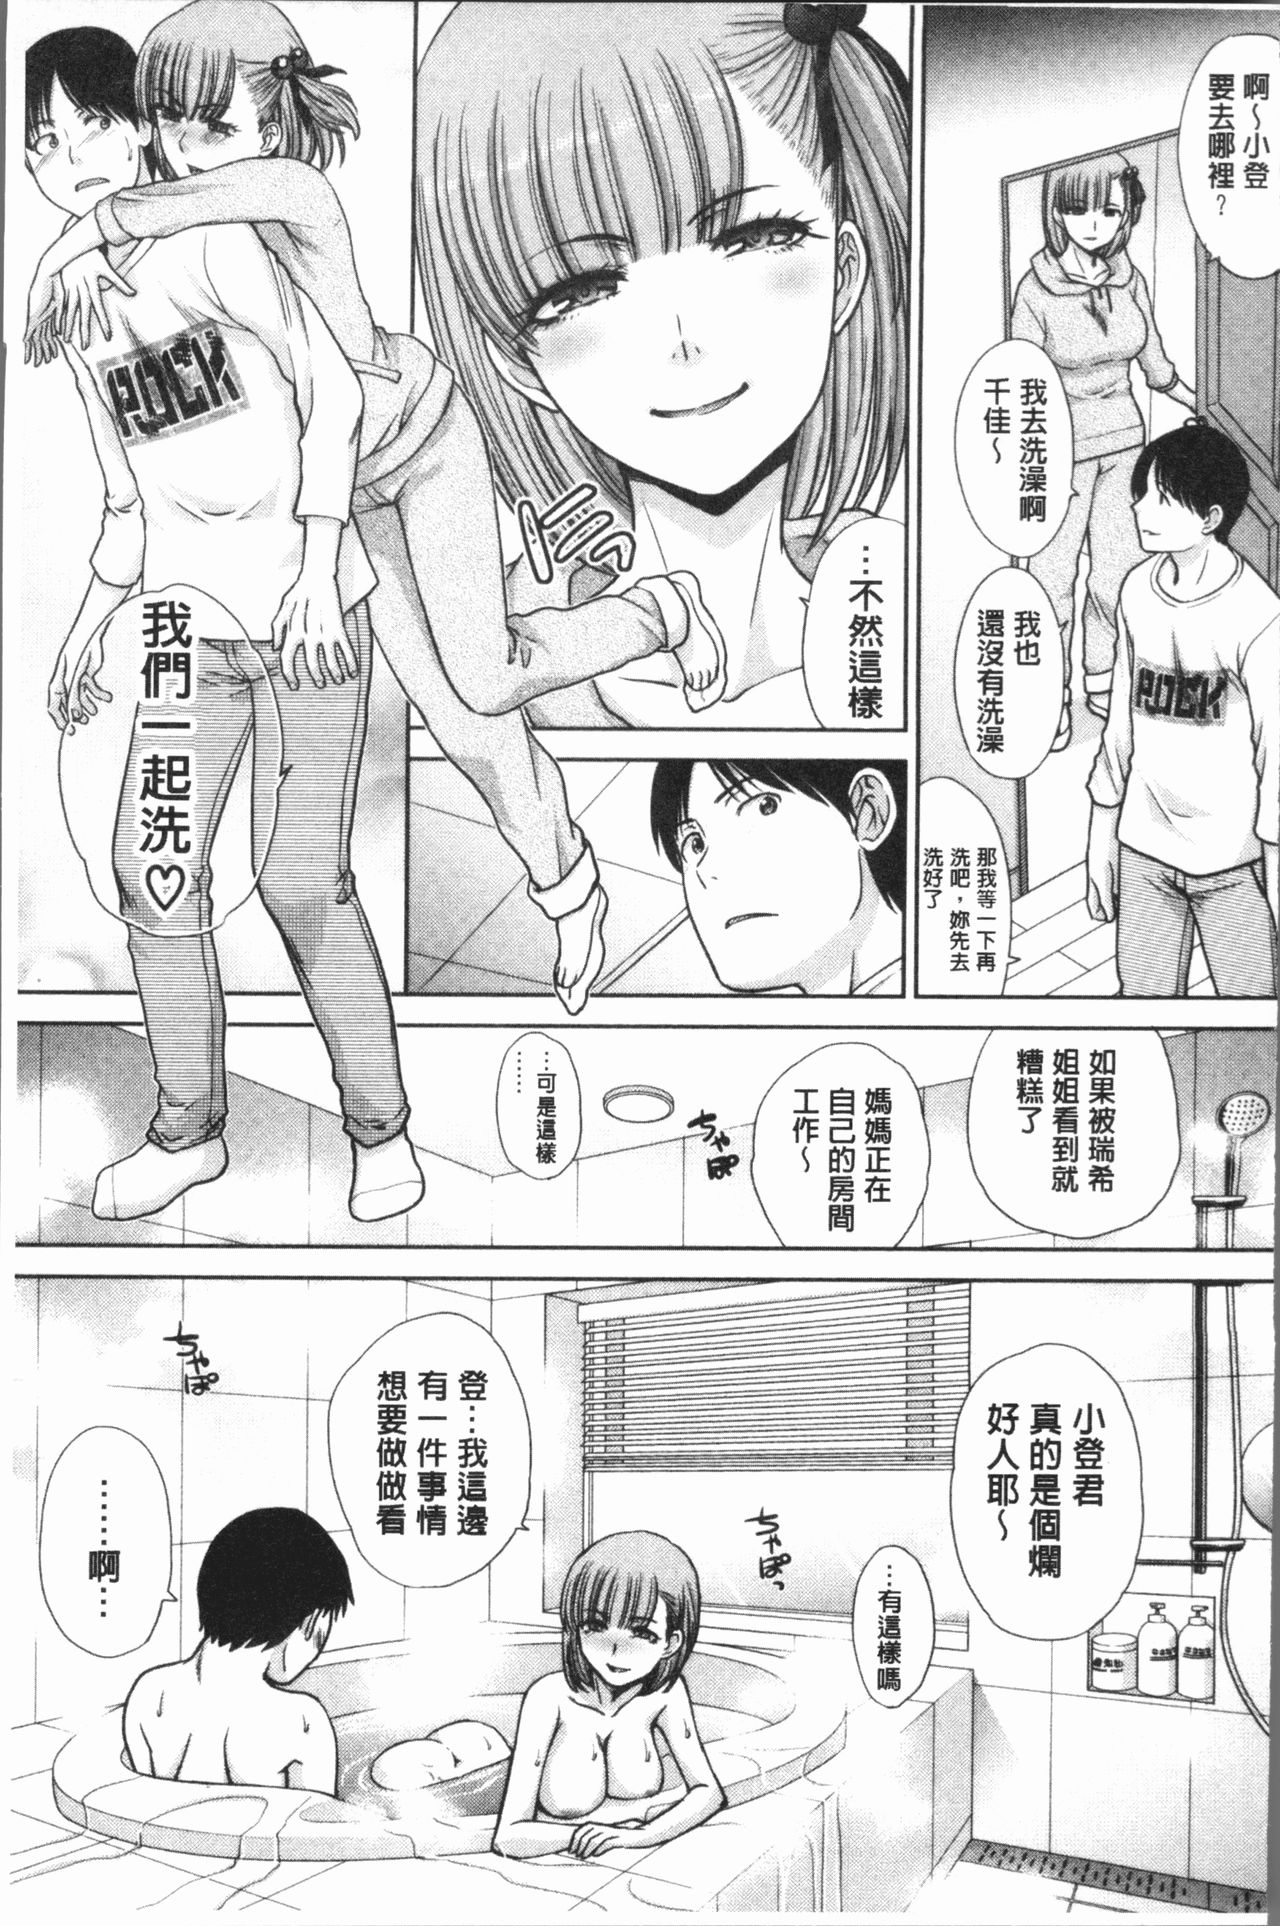 啊～小登
要去哪裡？
我去洗澡啊
千佳～
我也
還沒有洗澡
那我等一下再
洗吧，妳先去
洗好了
ROCK
…不然這樣
ROCK
我們一起洗♡
如果被瑞希
姐姐看到就
糟糕了
媽媽正在
自己的房間
工作～
ちゃぽ
…可是這樣
……
小登君
真的是個爛
好人耶～
…有這樣嗎
ちゃぽっ
登…我這邊
有一件事情
想要做做看
ちゃぽ
………啊…